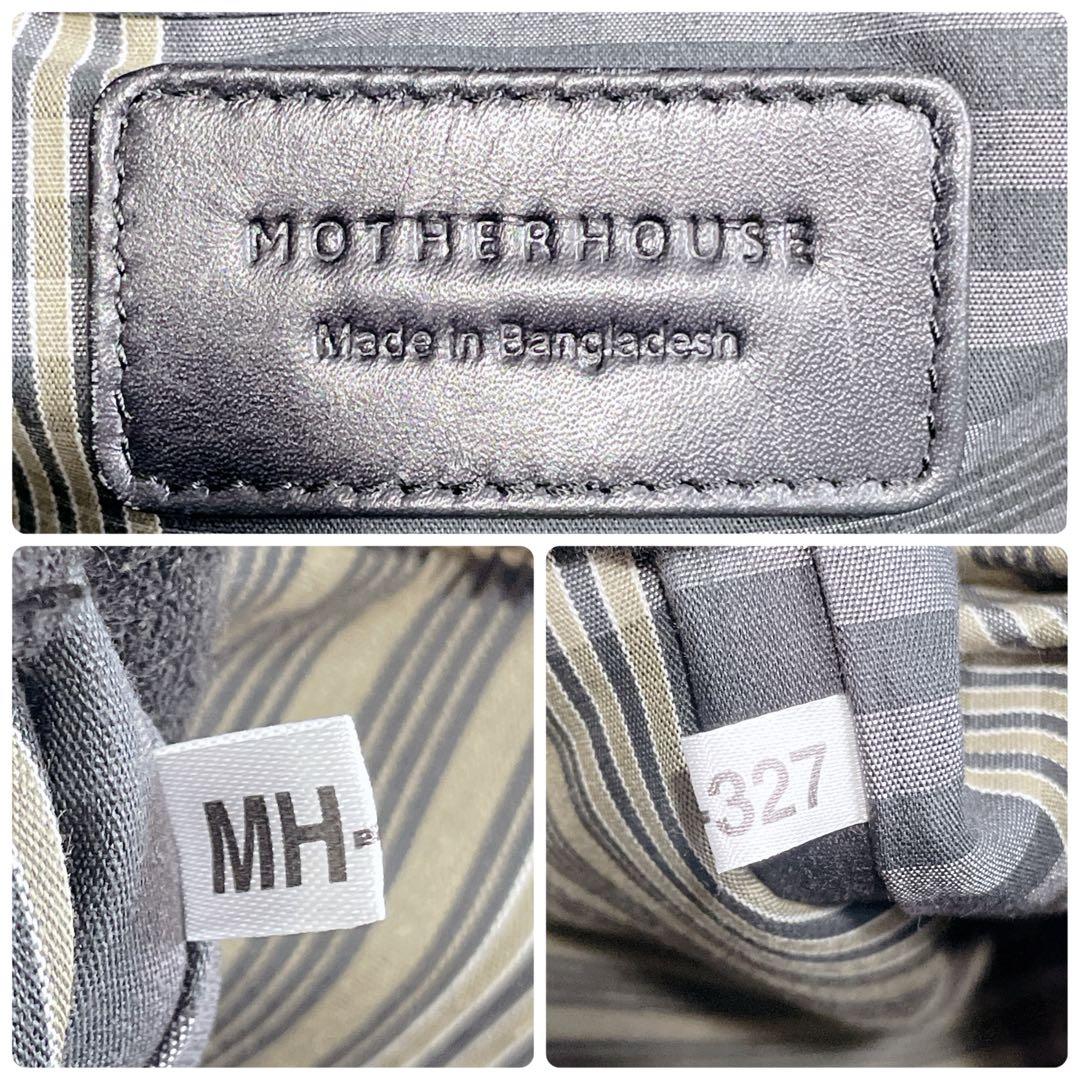 MOTHERHOUSE
Made in Bangladesh
MH-
-327